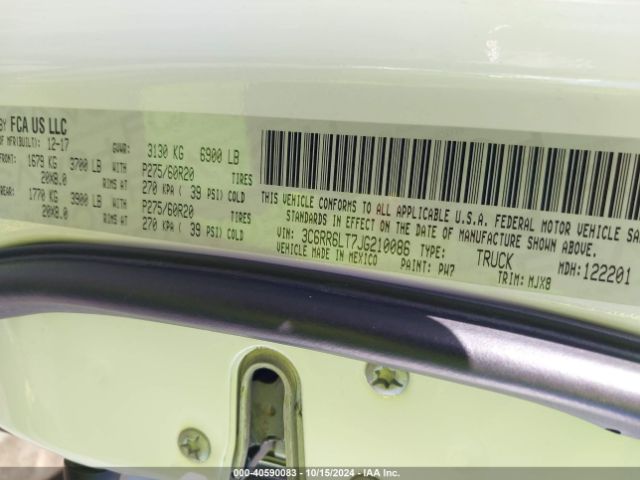 BY FCA US LLC
OF MFR(BUILT): 12-17 GVWR: 3130 KG 6900 LB
FRONT: 1679 KG 3700 LB WITH P275/60R20 TIRES
20X8.0 RIMS AT 270 KPA ( 39 PSI) COLD
REAR: 1770 KG 3900 LB WITH P275/60R20 TIRES
20X8.0 RIMS AT 270 KPA ( 39 PSI) COLD
THIS VEHICLE CONFORMS TO ALL APPLICABLE U.S.A. FEDERAL MOTOR VEHICLE SA
STANDARDS IN EFFECT ON THE DATE OF MANUFACTURE SHOWN ABOVE.
VIN: 3C6RR6LT7JG210086 TYPE: TRUCK MDH:122201
VEHICLE MADE IN MEXICO PAINT: PW7 TRIM: MJX8
00-40590083 | 10/15/2024 - IAA Inc.